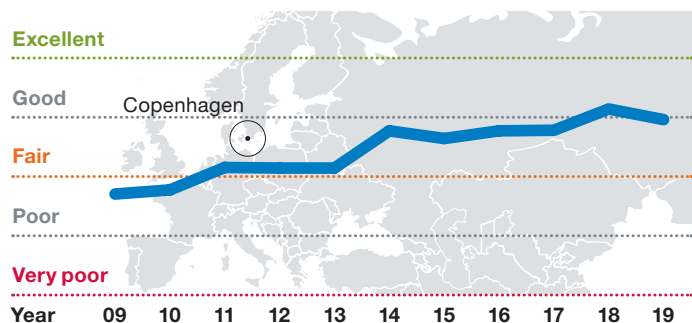 Excellent
Good
Copenhagen
Fair
Poor
Very poor
Year 09 10 11 12 13 14 15 16 17 18 19